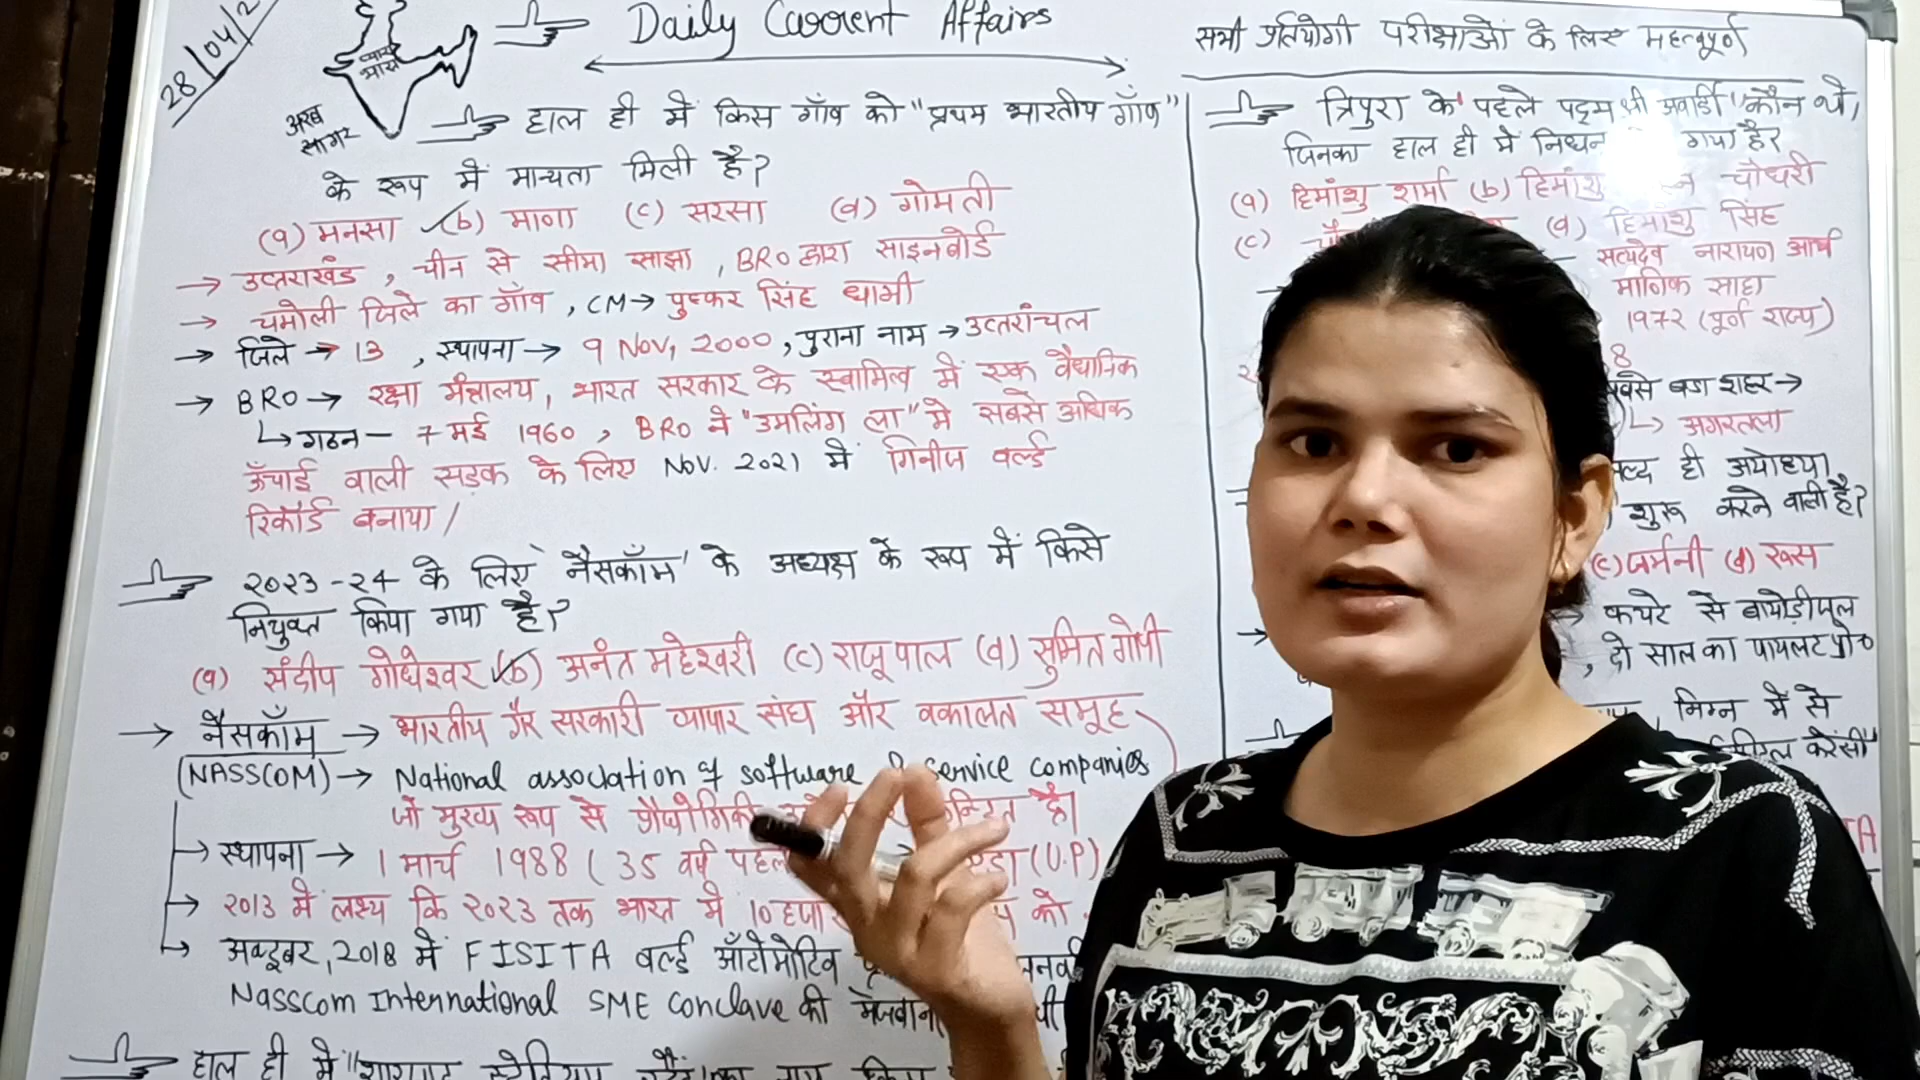 28/04/2
Daily Current Affairs
सभी प्रतियोगी परीक्षाओं के लिए महत्वपूर्ण
अरब
सागर
हाल ही में किस गाँव को "प्रथम भारतीय गाँव"
के रूप में मान्यता मिली है?
(a) मनसा (b) माणा (c) सरसा (d) गोमती
→ उत्तराखंड, चीन से सीमा साझा, BRO द्वारा साइनबोर्ड
→ चमोली जिले का गाँव, CM→ पुष्कर सिंह धामी
→ जिले → 13, स्थापना → 9 Nov, 2000, पुराना नाम → उत्तरांचल
→ BRO → रक्षा मंत्रालय, भारत सरकार के स्वामित्व में एक वैधानिक
↳ गठन - 7 मई 1960, BRO ने "उमलिंग ला" में सबसे अधिक
ऊँचाई वाली सड़क के लिए Nov. 2021 में गिनीज वर्ल्ड
रिकॉर्ड बनाया/
2023-24 के लिए 'नैसकॉम' के अध्यक्ष के रूप में किसे
नियुक्त किया गया है?
(a) संदीप गोधेश्वर (b) अनंत महेश्वरी (c) राजू पाल (d) सुमित गोपी
→ नैसकॉम → भारतीय गैर सरकारी व्यापार संघ और वकालत समूह
(NASSCOM) → National association of software & service companies
जो मुख्य रूप से प्रौद्योगिकी है।
→ स्थापना → 1 मार्च 1988 (35 वर्ष पहले (U.P)
→ 2013 में लक्ष्य कि 2023 तक भारत में 10 को
→ अक्टूबर, 2018 में FISITA वर्ल्ड ऑटोमोटिव
Nasscom International SME Conclave की
हाल ही में
त्रिपुरा के पहले पद्म श्री अवार्डी कौन थे,
जिनका हाल ही में निधन गया है?
(a) हिमांशु शर्मा (b) हिमांशु चौधरी
(c) (d) हिमांशु सिंह
सत्यदेव नारायण आर्य
माणिक साहा
1972 (पूर्ण राज्य)
8
सबसे बड़ा शहर →
↳ अगरतला
ही अयोध्या
शुरू करने वाली है?
(c) जर्मनी (d) रूस
कचरे से बायोडीजल
, दो साल का पायलट प्रो०
निम्न में से
करेंसी